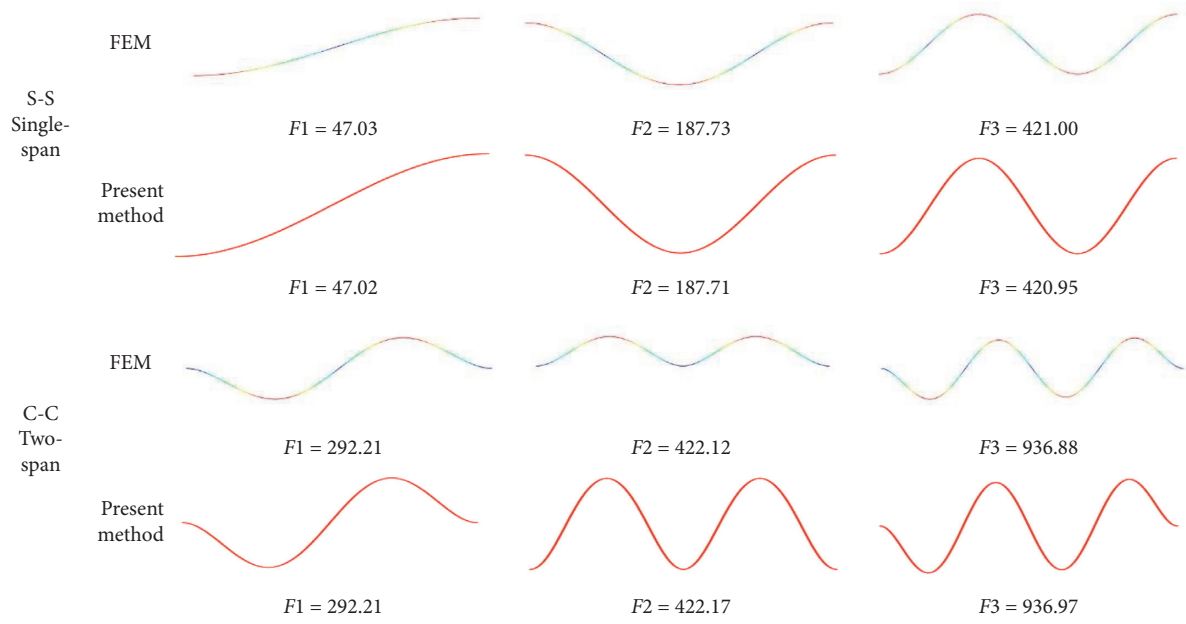 FEM
S-S
Single-
span
F1 = 47.03
F2 = 187.73
F3 = 421.00
Present
method
F1 = 47.02
F2 = 187.71
F3 = 420.95
FEM
C-C
Two-
span
F1 = 292.21
F2 = 422.12
F3 = 936.88
Present
method
F1 = 292.21
F2 = 422.17
F3 = 936.97